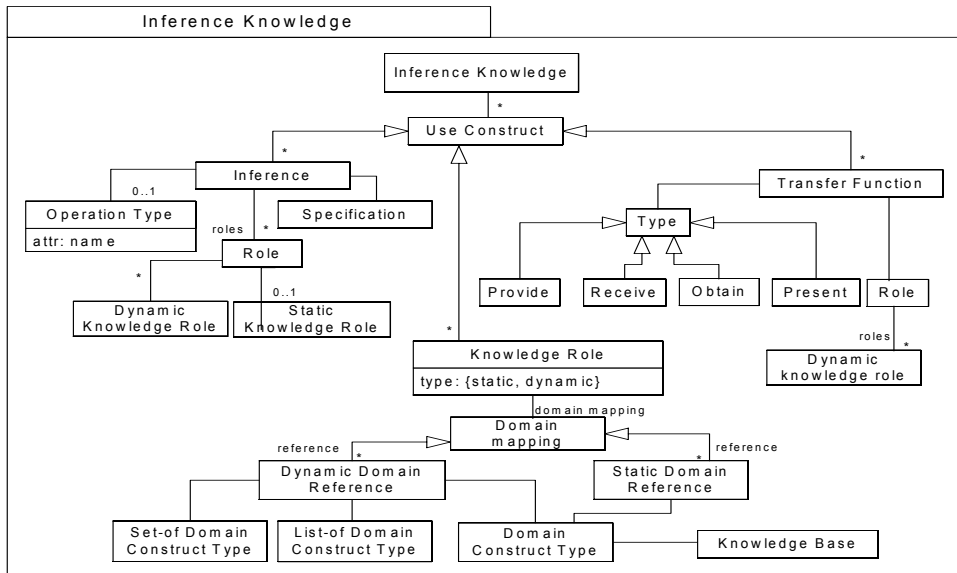 Inference Knowledge
Inference Knowledge
*
Use Construct
*
*
Inference
Transfer Function
0..1
Operation Type
attr: name
Specification
Type
roles
*
Role
*
0..1
Provide
Receive
Obtain
Present
Role
Dynamic
Knowledge Role
Static
Knowledge Role
*
roles
*
Knowledge Role
type: {static, dynamic}
Dynamic
knowledge role
domain mapping
Domain
mapping
reference
*
reference
*
Dynamic Domain
Reference
Static Domain
Reference
Set-of Domain
Construct Type
List-of Domain
Construct Type
Domain
Construct Type
Knowledge Base